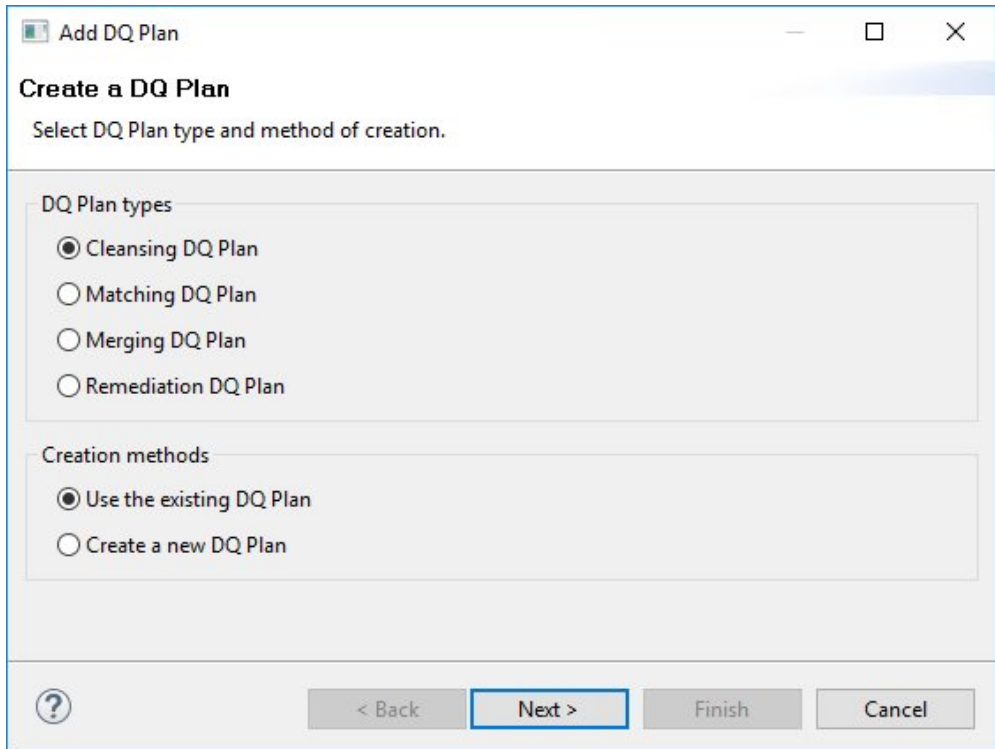 Add DQ Plan
Create a DQ Plan
Select DQ Plan type and method of creation.
DQ Plan types
Cleansing DQ Plan
Matching DQ Plan
Merging DQ Plan
Remediation DQ Plan
Creation methods
Use the existing DQ Plan
Create a new DQ Plan
? < Back Next > Finish Cancel